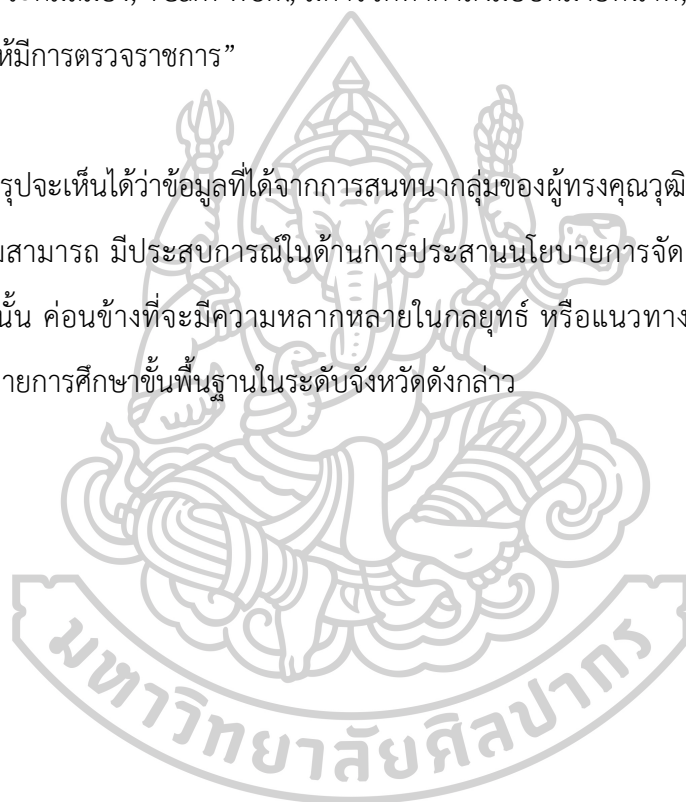 Team Work,
ให้มีการตรวจราชการ”
รุปจะเห็นได้ว่าข้อมูลที่ได้จากการสนทนากลุ่มของผู้ทรงคุณวุฒิ
มสามารถ มีประสบการณ์ในด้านการประสานนโยบายการจัด
นั้น ค่อนข้างที่จะมีความหลากหลายในกลยุทธ์ หรือแนวทาง
ายการศึกษาขั้นพื้นฐานในระดับจังหวัดดังกล่าว
มหาวิทยาลัยศิลปากร